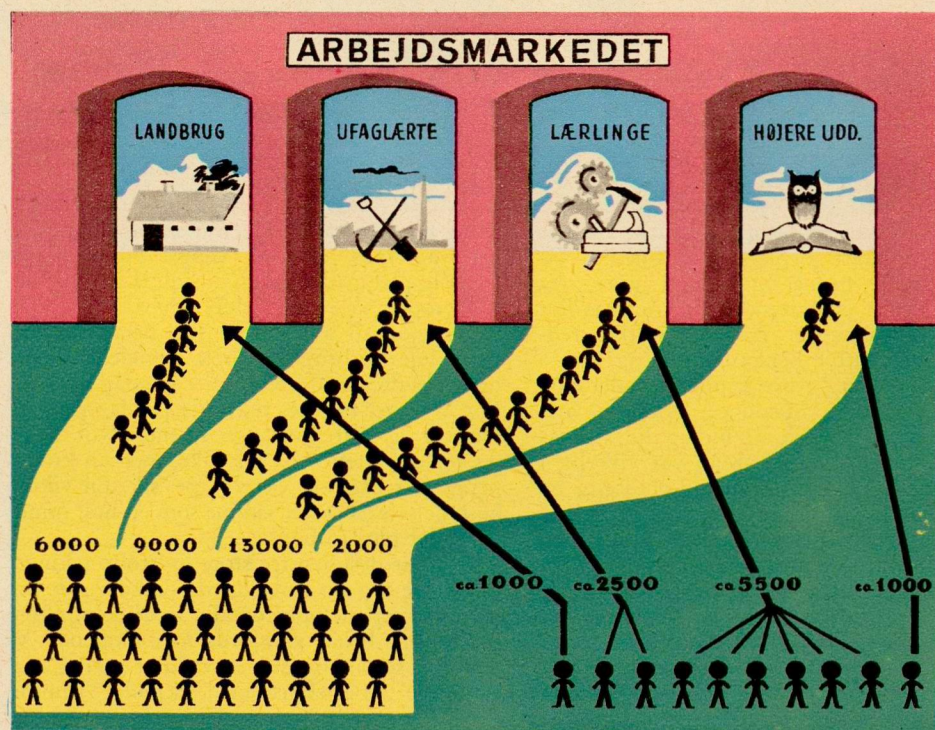 ARBEJDSMARKEDET
LANDBRUG
UFAGLÆRTE
LÆRLINGE
HØJERE UDD.
6000 9000 13000 2000
ca 1000 ca 2500 ca 5500 ca 1000